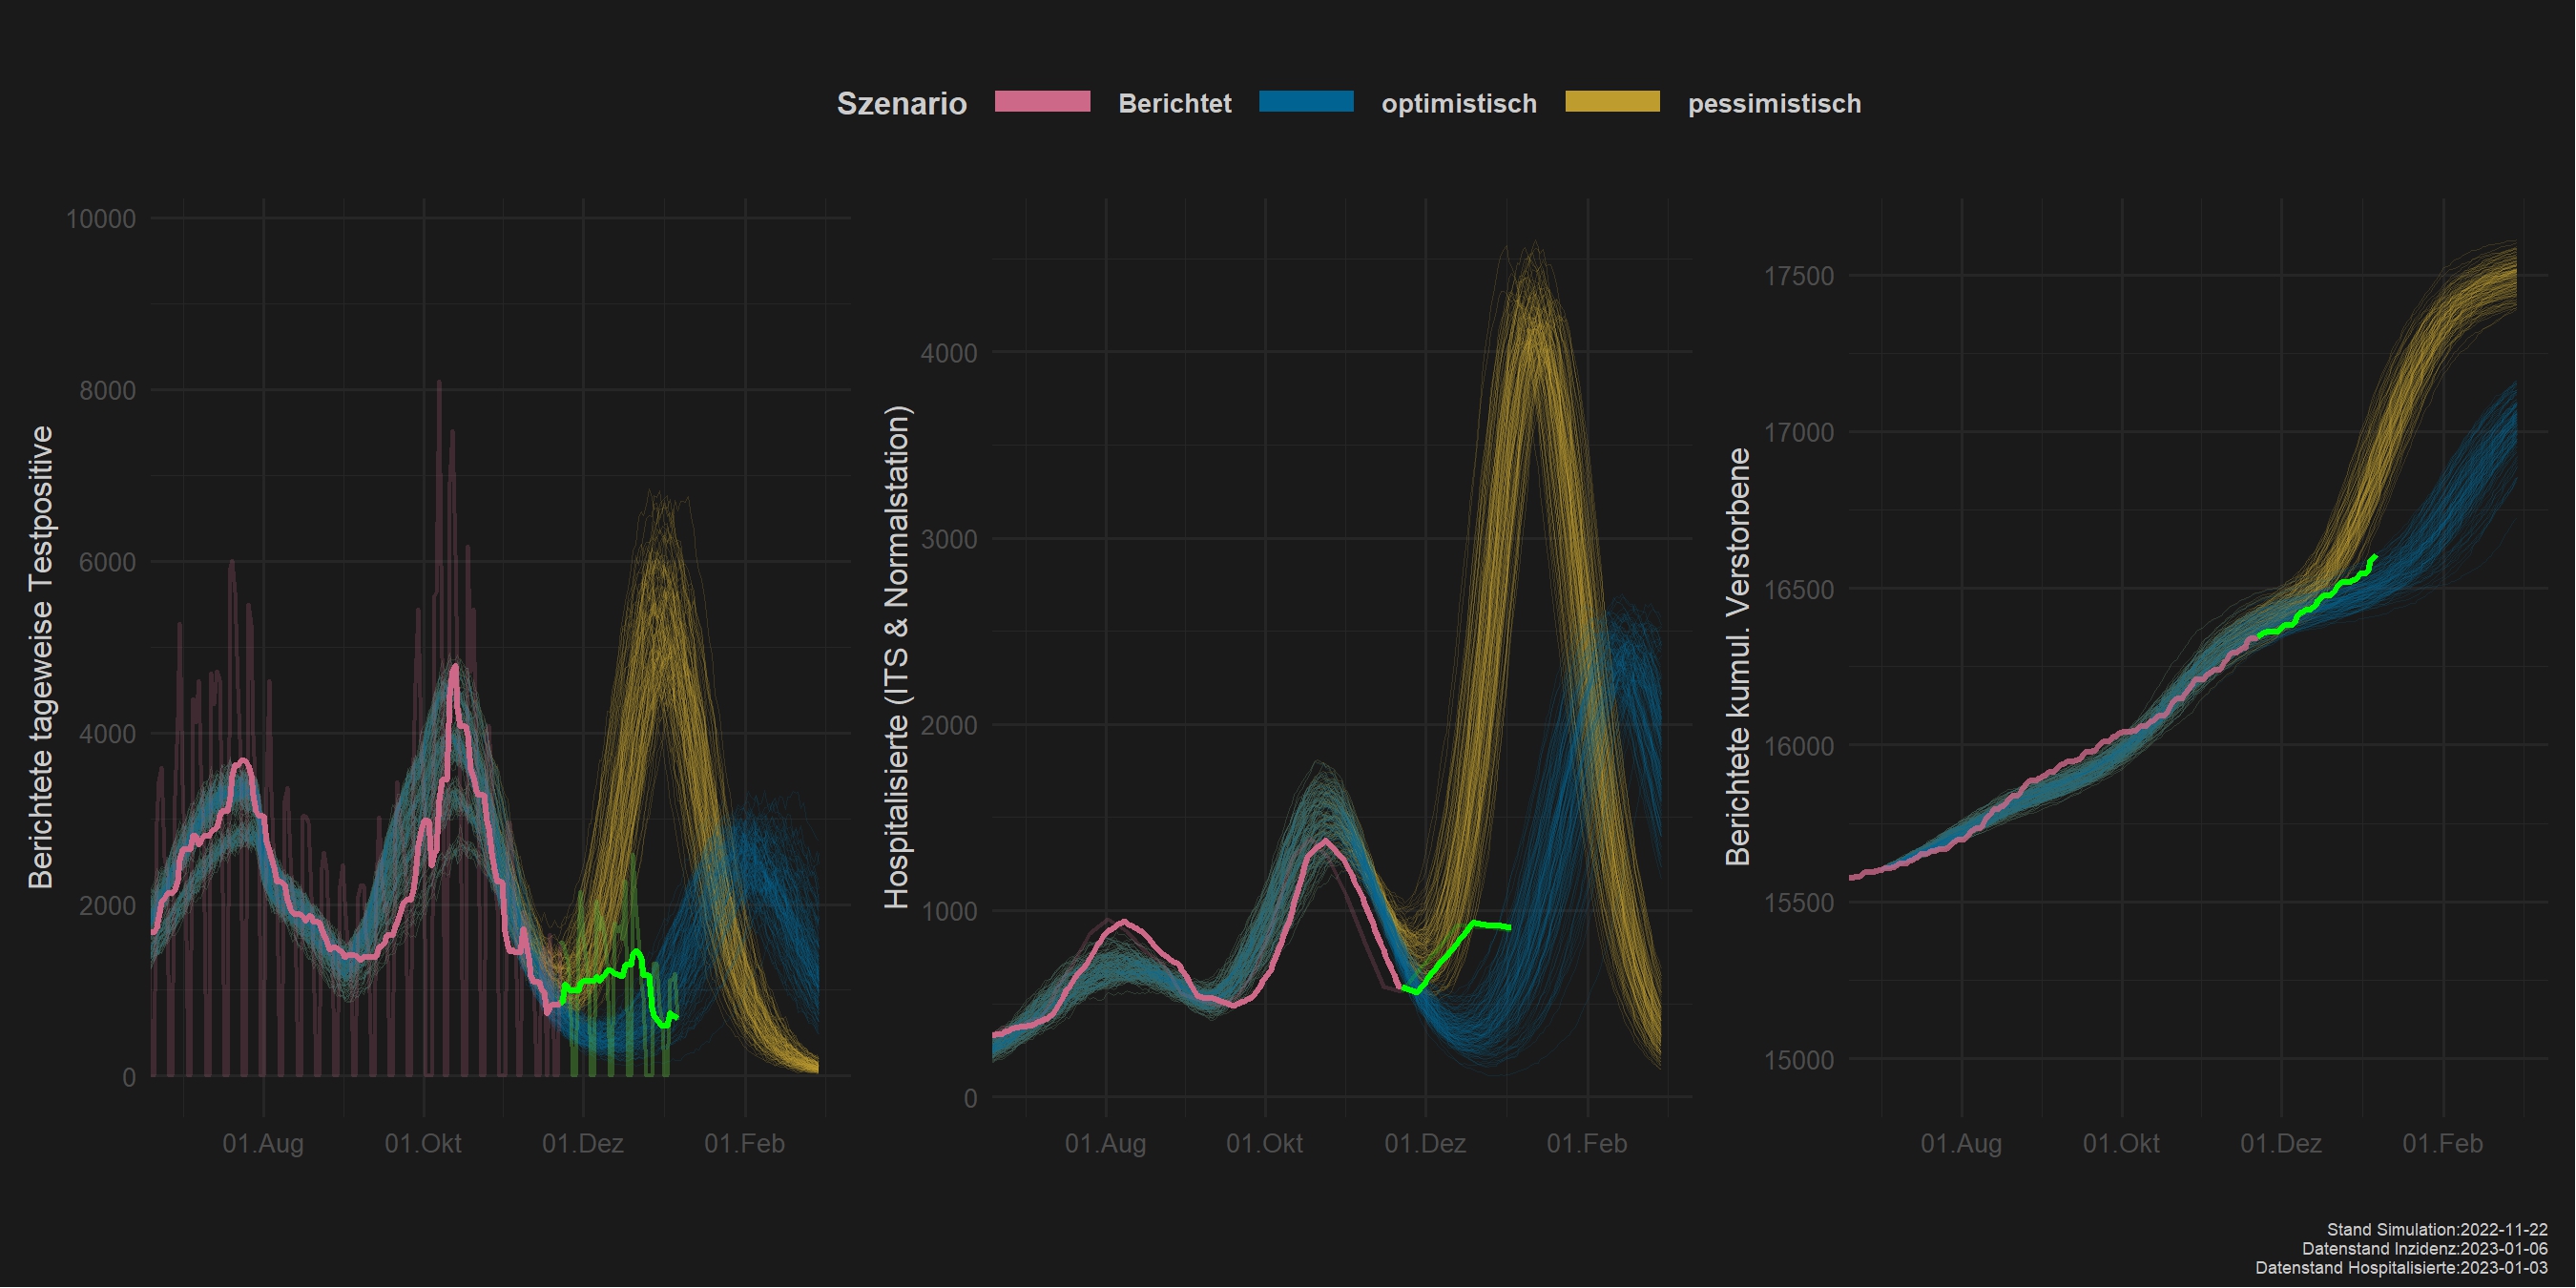 Szenario Berichtet optimistisch pessimistisch
Berichtete tageweise Testpositive
10000
8000
6000
4000
2000
0
01.Aug 01.Okt 01.Dez 01.Feb
Hospitalisierte (ITS & Normalstation)
4000
3000
2000
1000
0
01.Aug 01.Okt 01.Dez 01.Feb
Berichtete kumul. Verstorbene
17500
17000
16500
16000
15500
15000
01.Aug 01.Okt 01.Dez 01.Feb
Stand Simulation:2022-11-22
Datenstand Inzidenz:2023-01-06
Datenstand Hospitalisierte:2023-01-03